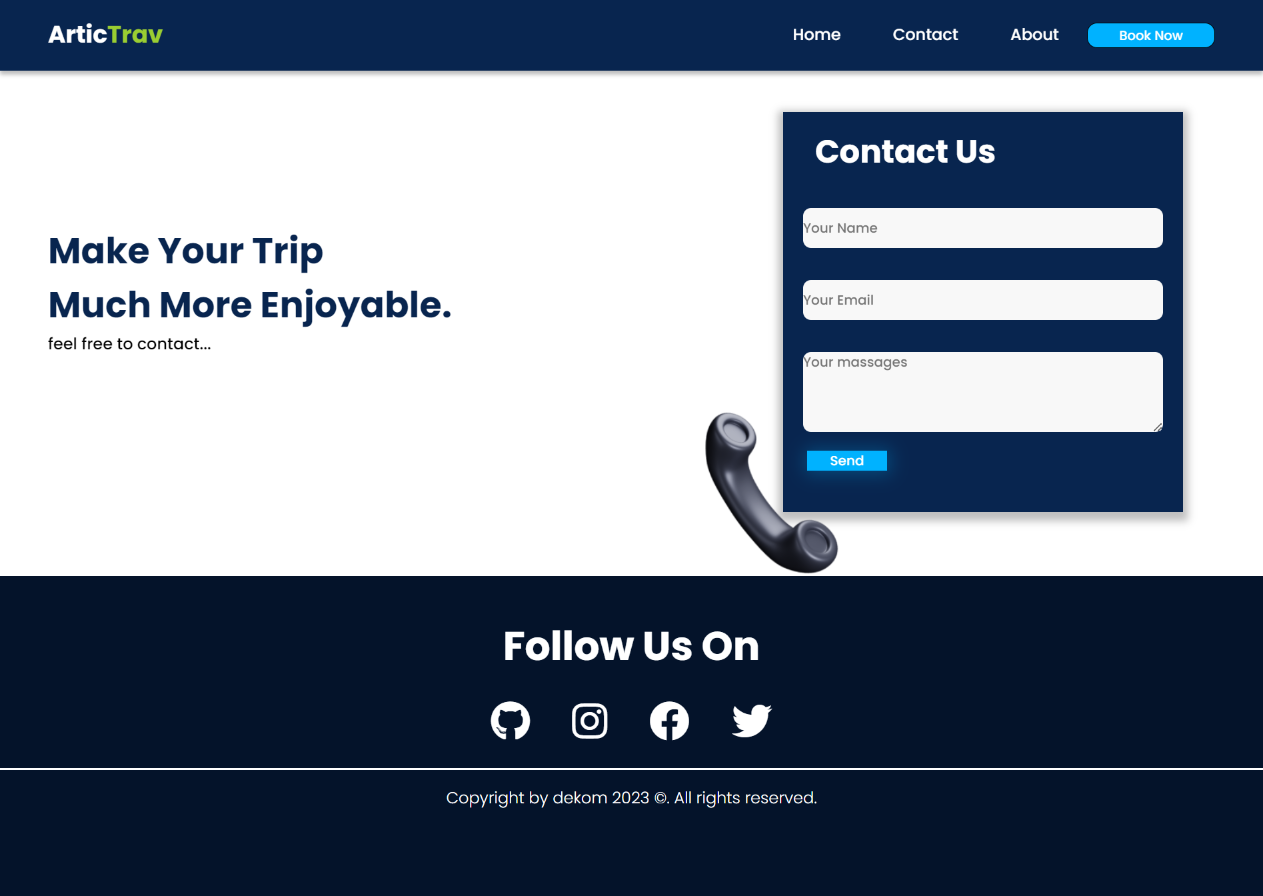 ArticTrav
Home
Contact
About
Book Now
Make Your Trip
Much More Enjoyable.
feel free to contact...
Contact Us
Your Name
Your Email
Your massages
Send
Follow Us On
Copyright by dekom 2023 ©. All rights reserved.